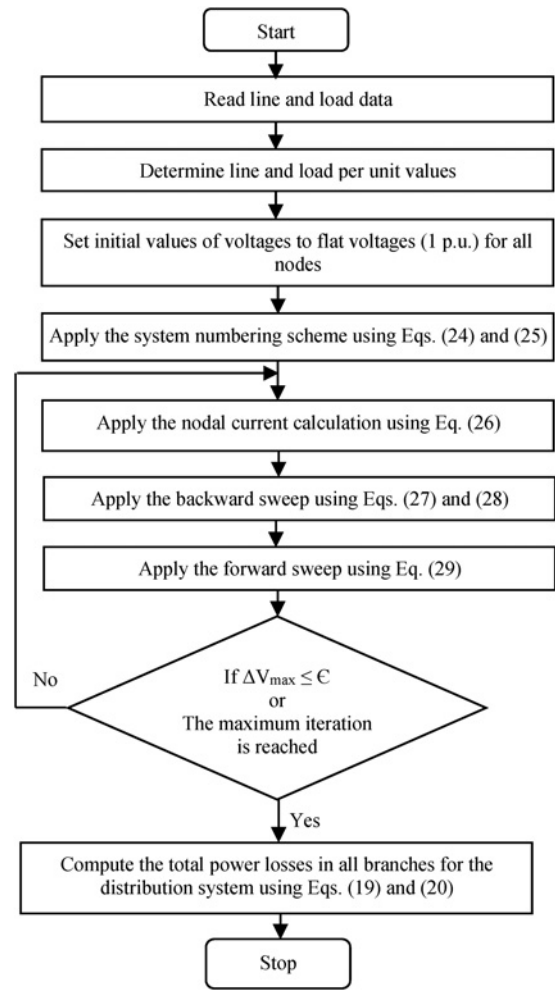 Start
Read line and load data
Determine line and load per unit values
Set initial values of voltages to flat voltages (1 p.u.) for all
nodes
Apply the system numbering scheme using Eqs. (24) and (25)
Apply the nodal current calculation using Eq. (26)
Apply the backward sweep using Eqs. (27) and (28)
Apply the forward sweep using Eq. (29)
No
If ΔVmax ≤ Є
or
The maximum iteration
is reached
Yes
Compute the total power losses in all branches for the
distribution system using Eqs. (19) and (20)
Stop